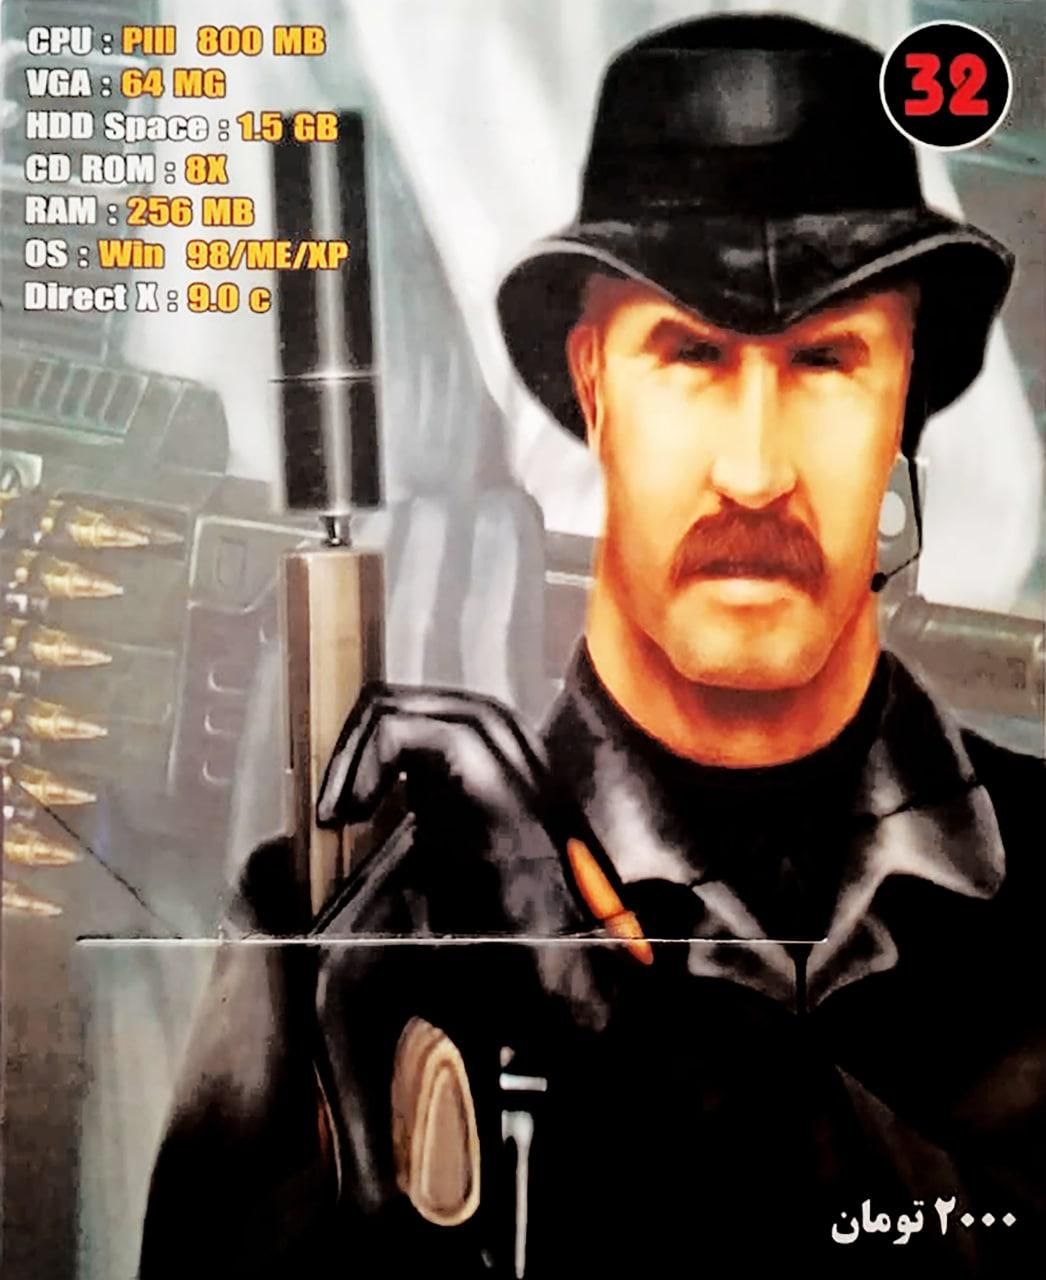 CPU : PIII 800 MB
VGA : 64 MG
HDD Space : 1.5 GB
CD ROM : 8X
RAM : 256 MB
OS : Win 98/ME/XP
Direct X : 9.0 c
32
۲۰۰۰ تومان